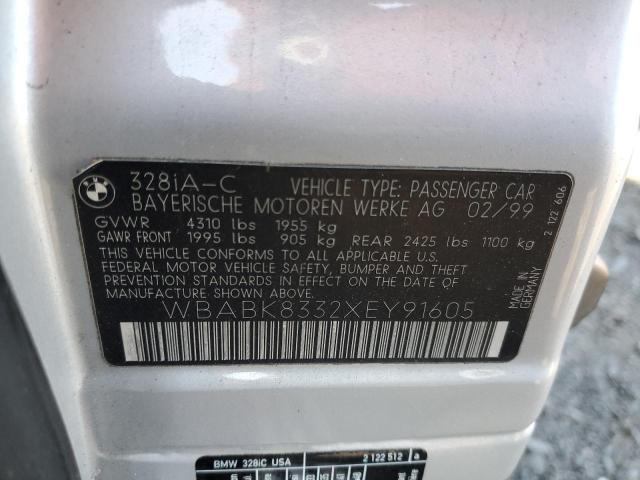 BMW
328iA-C VEHICLE TYPE: PASSENGER CAR
BAYERISCHE MOTOREN WERKE AG 02/99
GVWR 4310 lbs 1955 kg
GAWR FRONT 1995 lbs 905 kg REAR 2425 lbs 1100 kg
THIS VEHICLE CONFORMS TO ALL APPLICABLE U.S.
FEDERAL MOTOR VEHICLE SAFETY, BUMPER AND THEFT
PREVENTION STANDARDS IN EFFECT ON THE DATE OF
MANUFACTURE SHOWN ABOVE.
WBABK8332XEY91605
MADE IN
GERMANY
2 122 606
BMW 328iC USA 2 122 512 a